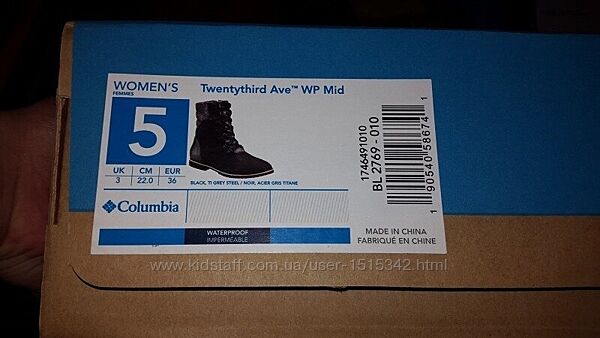 WOMEN'S
FEMMES
Twentythird Ave™ WP Mid
5
UK CM EUR
3 22.0 36
BLACK, TI GREY STEEL / NOIR, ACIER GRIS TITANE
Columbia
WATERPROOF
IMPERMÉABLE
1746491010
BL 2769 - 010
1 90540 58674 1
MADE IN CHINA
FABRIQUÉ EN CHINE
www.kidstaff.com.ua/user-1515342.html